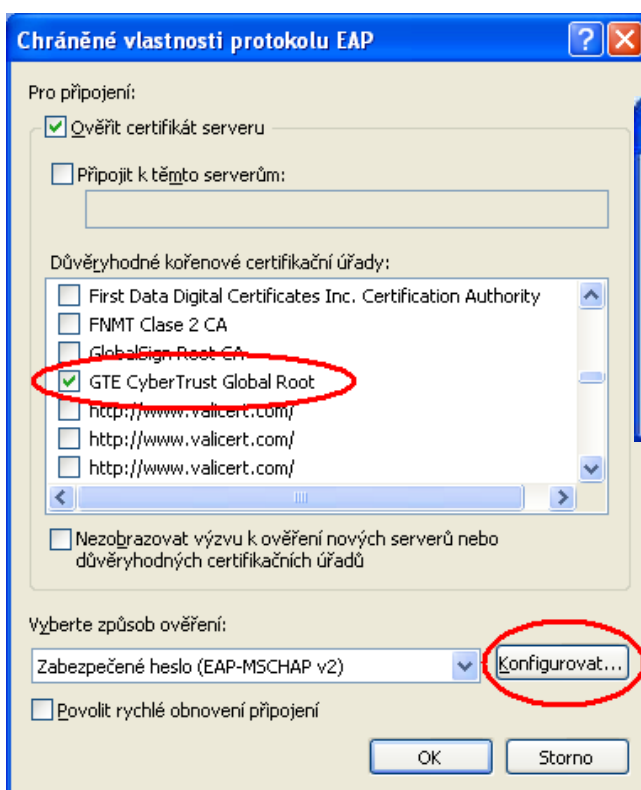 Chráněné vlastnosti protokolu EAP
Pro připojení:
Ověřit certifikát serveru
Připojit k těmto serverům:
Důvěryhodné kořenové certifikační úřady:
First Data Digital Certificates Inc. Certification Authority
FNMT Clase 2 CA
GlobalSign Root CA
GTE CyberTrust Global Root
http://www.valicert.com/
http://www.valicert.com/
http://www.valicert.com/
Nezobrazovat výzvu k ověření nových serverů nebo
důvěryhodných certifikačních úřadů
Vyberte způsob ověření:
Zabezpečené heslo (EAP-MSCHAP v2)
Konfigurovat...
Povolit rychlé obnovení připojení
OK
Storno